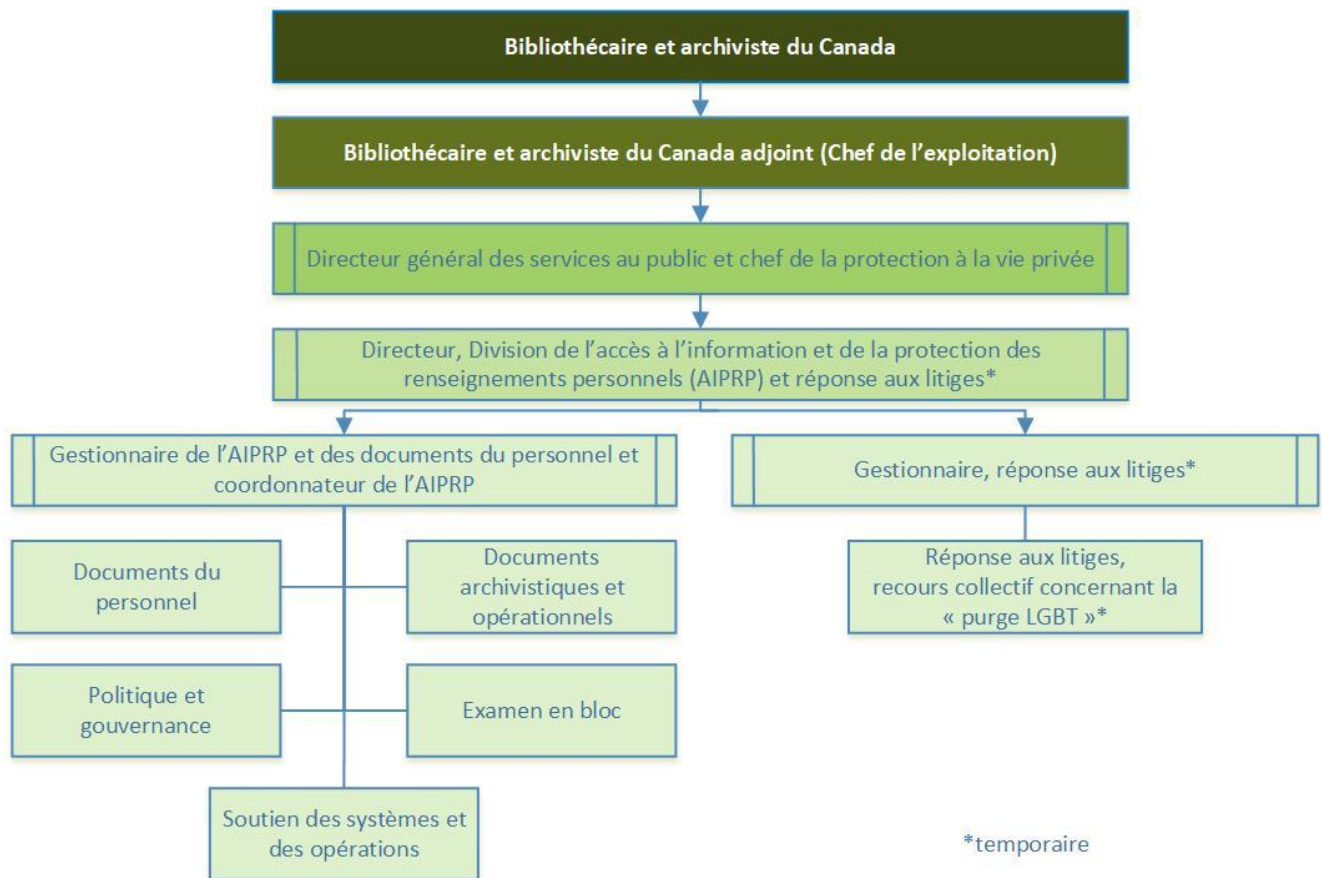 Bibliothécaire et archiviste du Canada
Bibliothécaire et archiviste du Canada adjoint (Chef de l’exploitation)
Directeur général des services au public et chef de la protection à la vie privée
Directeur, Division de l’accès à l’information et de la protection des
renseignements personnels (AIPRP) et réponse aux litiges*
Gestionnaire de l’AIPRP et des documents du personnel et
coordonnateur de l’AIPRP
Gestionnaire, réponse aux litiges*
Documents du
personnel
Documents
archivistiques et
opérationnels
Réponse aux litiges,
recours collectif concernant la
« purge LGBT »*
Politique et
gouvernance
Examen en bloc
Soutien des systèmes et
des opérations
*temporaire